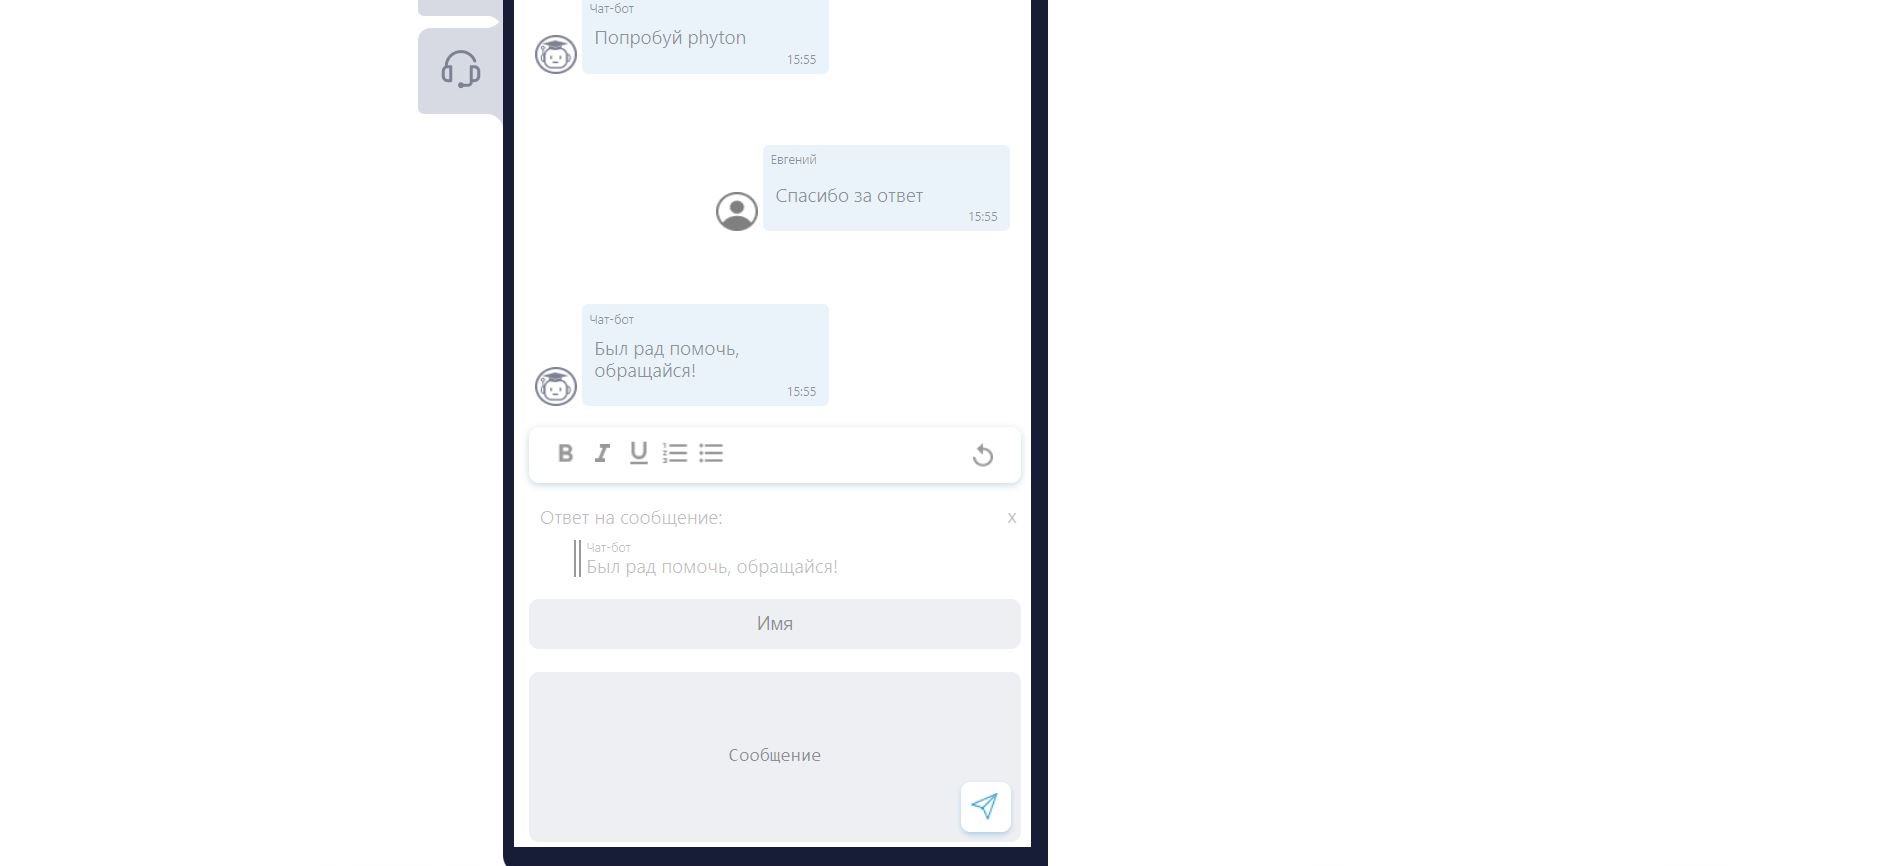 Чат-бот
Попробуй phyton
15:55
Евгений
Спасибо за ответ
15:55
Чат-бот
Был рад помочь,
обращайся!
15:55
B I U
Ответ на сообщение: x
Чат-бот
Был рад помочь, обращайся!
Имя
Сообщение